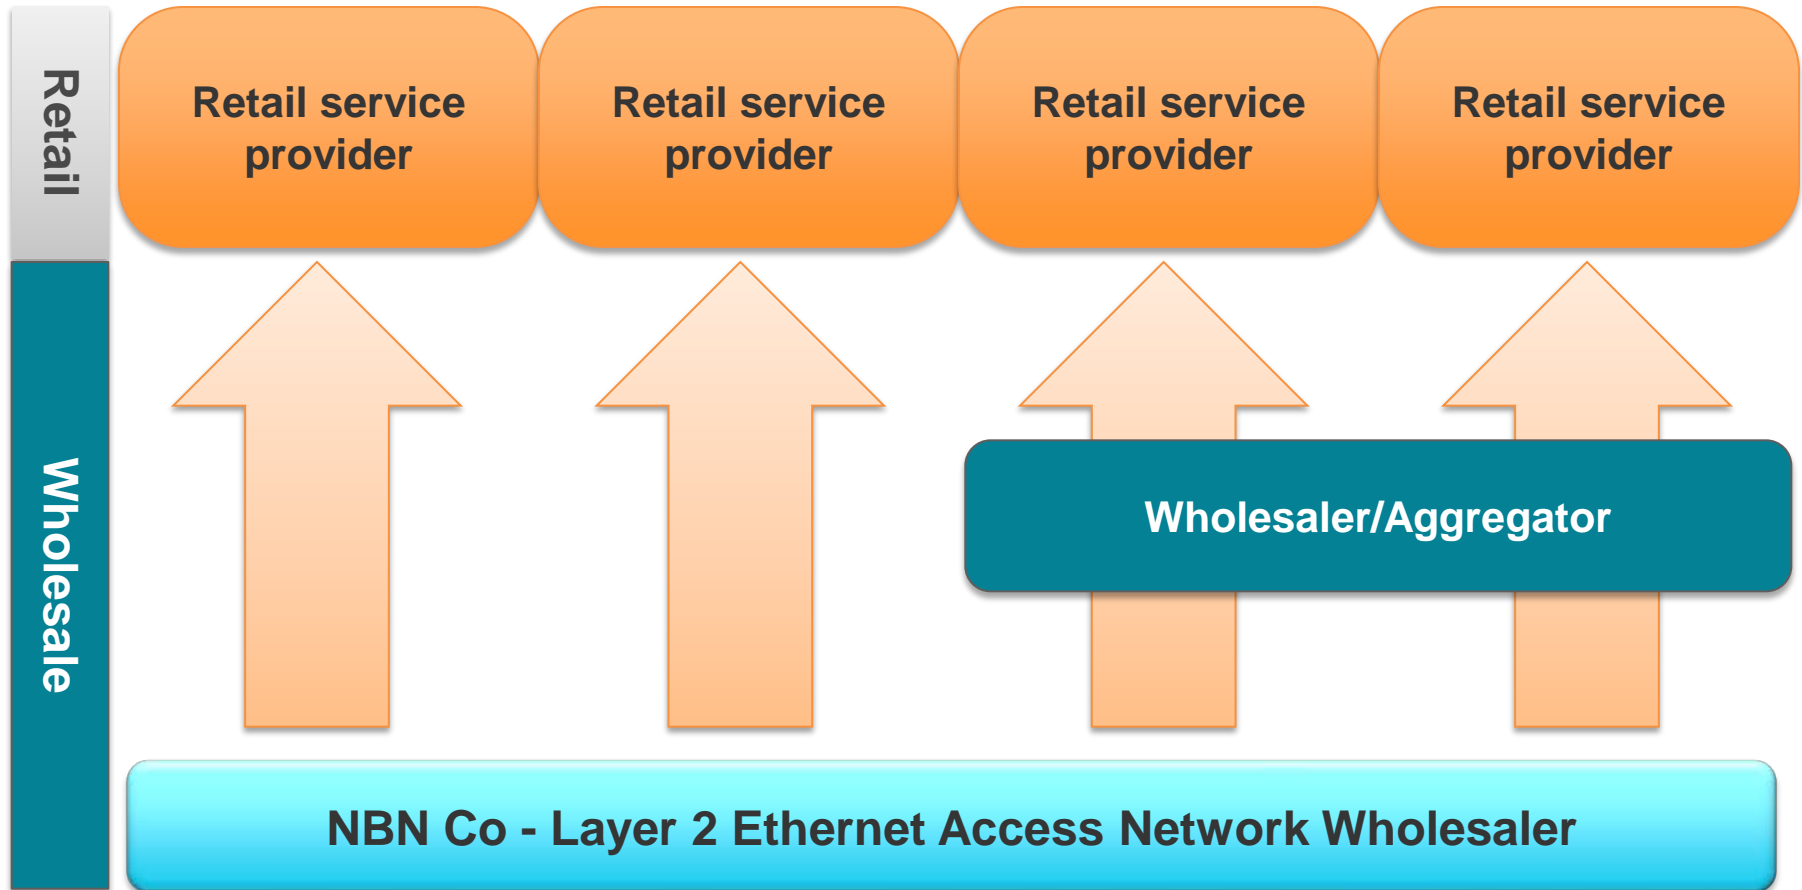 Retail
Retail service
provider
Retail service
provider
Retail service
provider
Retail service
provider
Wholesale
Wholesaler/Aggregator
NBN Co - Layer 2 Ethernet Access Network Wholesaler